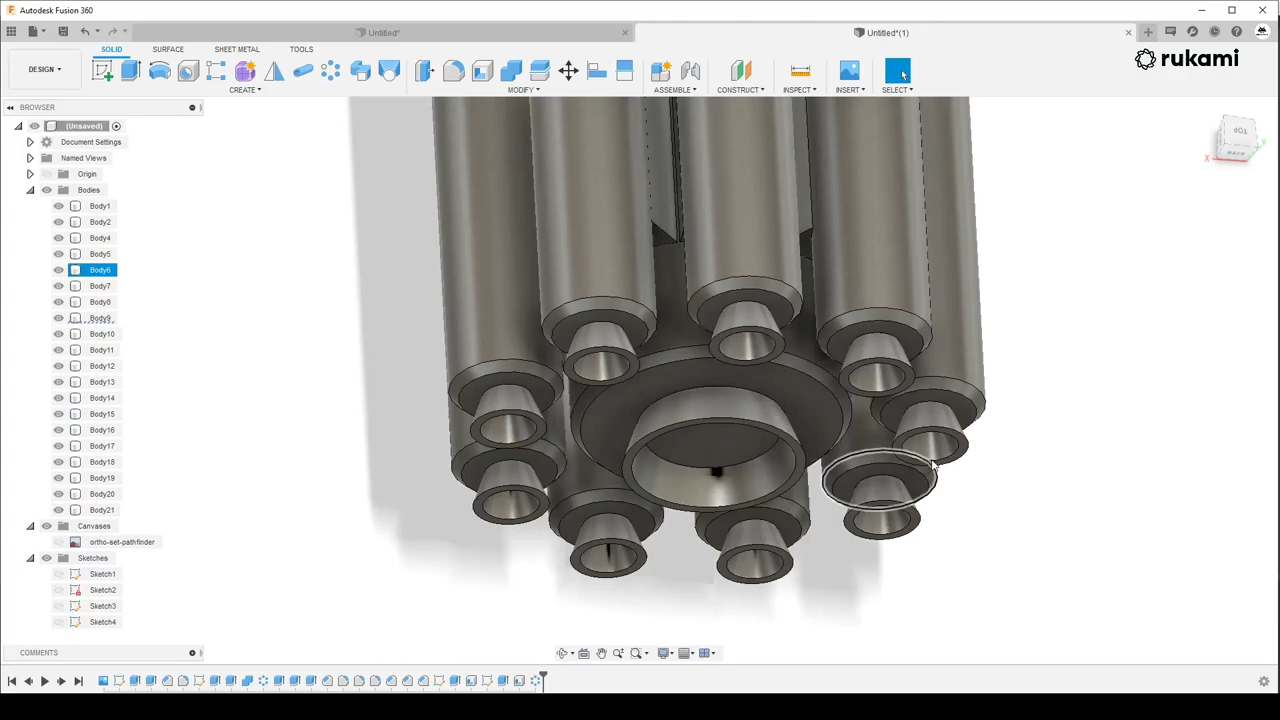 Autodesk Fusion 360
Untitled*
Untitled*(1)
SOLID
SURFACE
SHEET METAL
TOOLS
DESIGN
CREATE
MODIFY
ASSEMBLE
CONSTRUCT
INSPECT
INSERT
SELECT
rukami
BROWSER
(Unsaved)
Document Settings
Named Views
Origin
Bodies
Body1
Body2
Body4
Body5
Body6
Body7
Body8
Body9
Body10
Body11
Body12
Body13
Body14
Body15
Body16
Body17
Body18
Body19
Body20
Body21
Canvases
ortho-set-pathfinder
Sketches
Sketch1
Sketch2
Sketch3
Sketch4
TOP
X
Y
COMMENTS